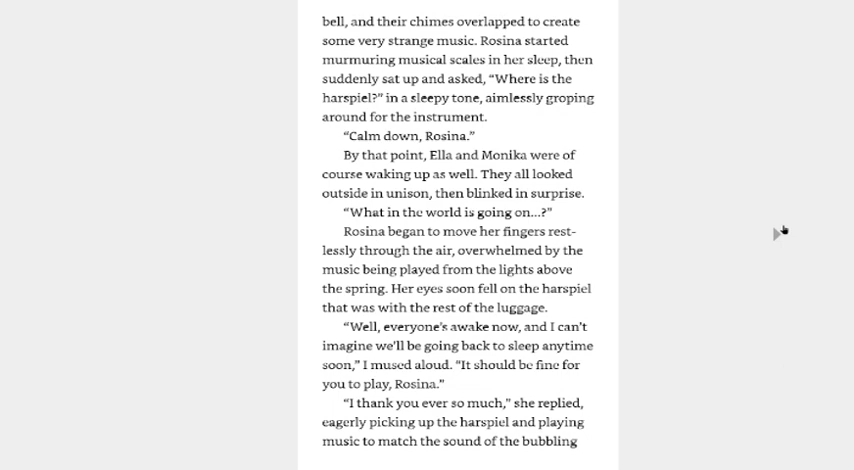 bell, and their chimes overlapped to create
some very strange music. Rosina started
murmuring musical scales in her sleep, then
suddenly sat up and asked, “Where is the
harspiel?” in a sleepy tone, aimlessly groping
around for the instrument.
“Calm down, Rosina.”
By that point, Ella and Monika were of
course waking up as well. They all looked
outside in unison, then blinked in surprise.
“What in the world is going on...?”
Rosina began to move her fingers rest-
lessly through the air, overwhelmed by the
music being played from the lights above
the spring. Her eyes soon fell on the harspiel
that was with the rest of the luggage.
“Well, everyone’s awake now, and I can’t
imagine we’ll be going back to sleep anytime
soon,” I mused aloud. “It should be fine for
you to play, Rosina.”
“I thank you ever so much,” she replied,
eagerly picking up the harspiel and playing
music to match the sound of the bubbling